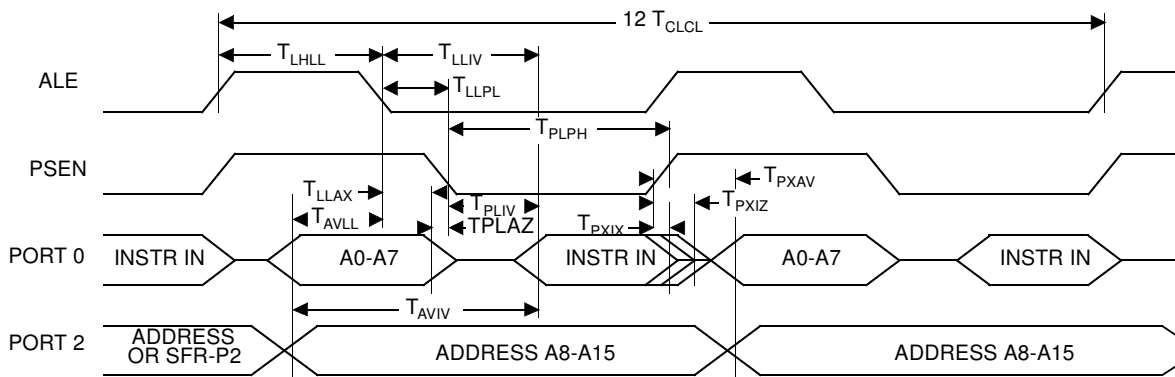 12 TCLCL
TLHLL
TLLIV
ALE
TLLPL
TPLPH
PSEN
TLLAX
TPXAV
TPLIV
TPXIZ
TAVLL
TPLAZ
TPXIX
PORT 0
INSTR IN
A0-A7
INSTR IN
A0-A7
INSTR IN
TAVIV
PORT 2
ADDRESS
OR SFR-P2
ADDRESS A8-A15
ADDRESS A8-A15